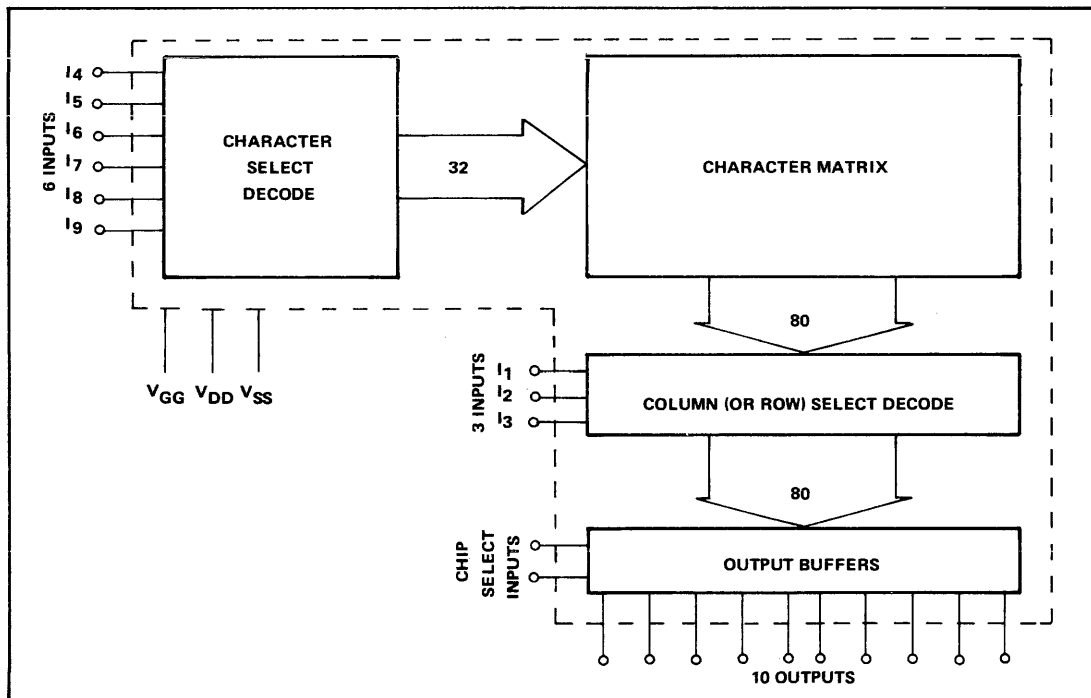 6 INPUTS
I4
I5
I6
I7
I8
I9
CHARACTER
SELECT
DECODE
32
CHARACTER MATRIX
80
VGG VDD VSS
3 INPUTS
I1
I2
I3
COLUMN (OR ROW) SELECT DECODE
80
CHIP
SELECT
INPUTS
OUTPUT BUFFERS
10 OUTPUTS